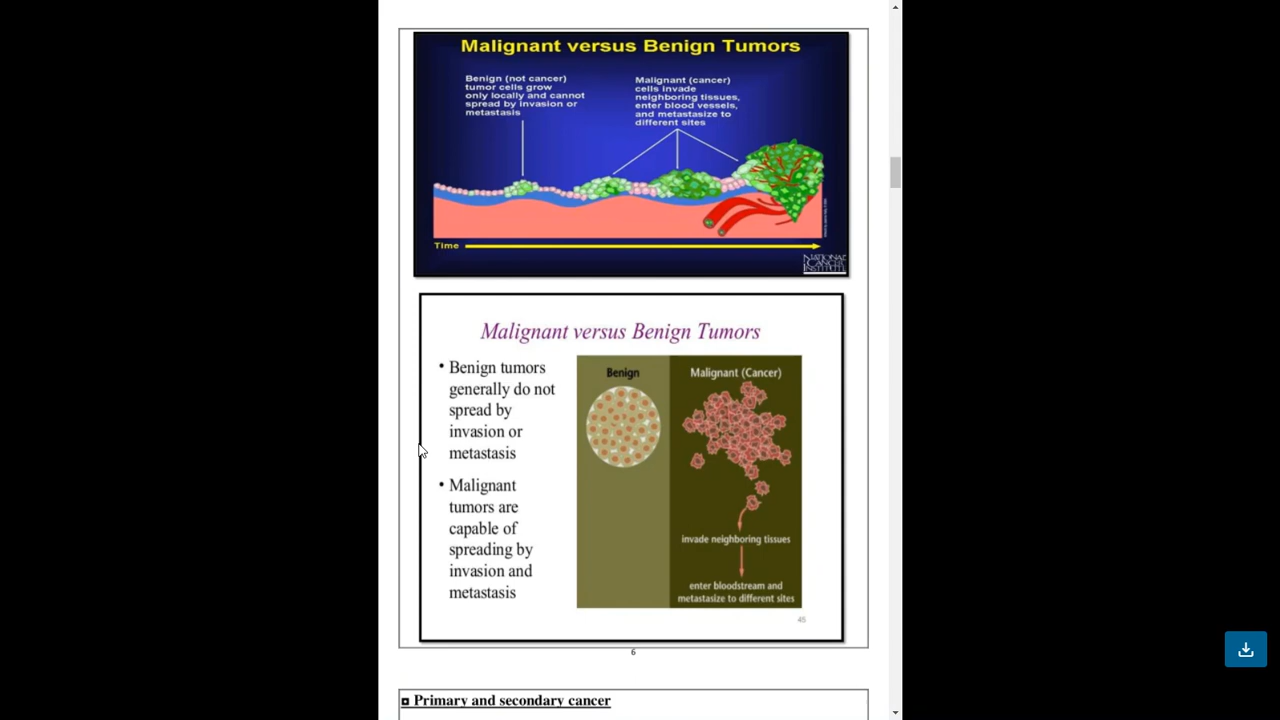 Malignant versus Benign Tumors
Benign (not cancer)
tumor cells grow
only locally and cannot
spread by invasion or
metastasis
Malignant (cancer)
cells invade
neighboring tissues,
enter blood vessels,
and metastasize to
different sites
Time
NATIONAL
CANCER
INSTITUTE
Malignant versus Benign Tumors
• Benign tumors
generally do not
spread by
invasion or
metastasis
• Malignant
tumors are
capable of
spreading by
invasion and
metastasis
Benign
Malignant (Cancer)
invade neighboring tissues
enter bloodstream and
metastasize to different sites
45
6
Primary and secondary cancer